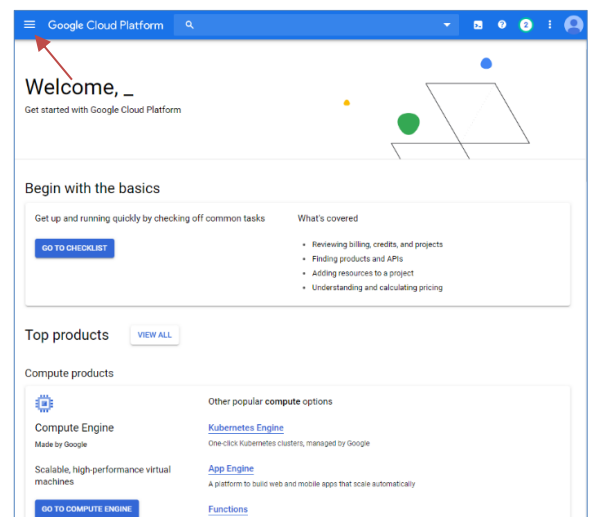 Google Cloud Platform
2
Welcome, _
Get started with Google Cloud Platform
Begin with the basics
Get up and running quickly by checking off common tasks
GO TO CHECKLIST
What's covered
• Reviewing billing, credits, and projects
• Finding products and APIs
• Adding resources to a project
• Understanding and calculating pricing
Top products
VIEW ALL
Compute products
Compute Engine
Made by Google
Scalable, high-performance virtual
machines
GO TO COMPUTE ENGINE
Other popular compute options
Kubernetes Engine
One-click Kubernetes clusters, managed by Google
App Engine
A platform to build web and mobile apps that scale automatically
Functions